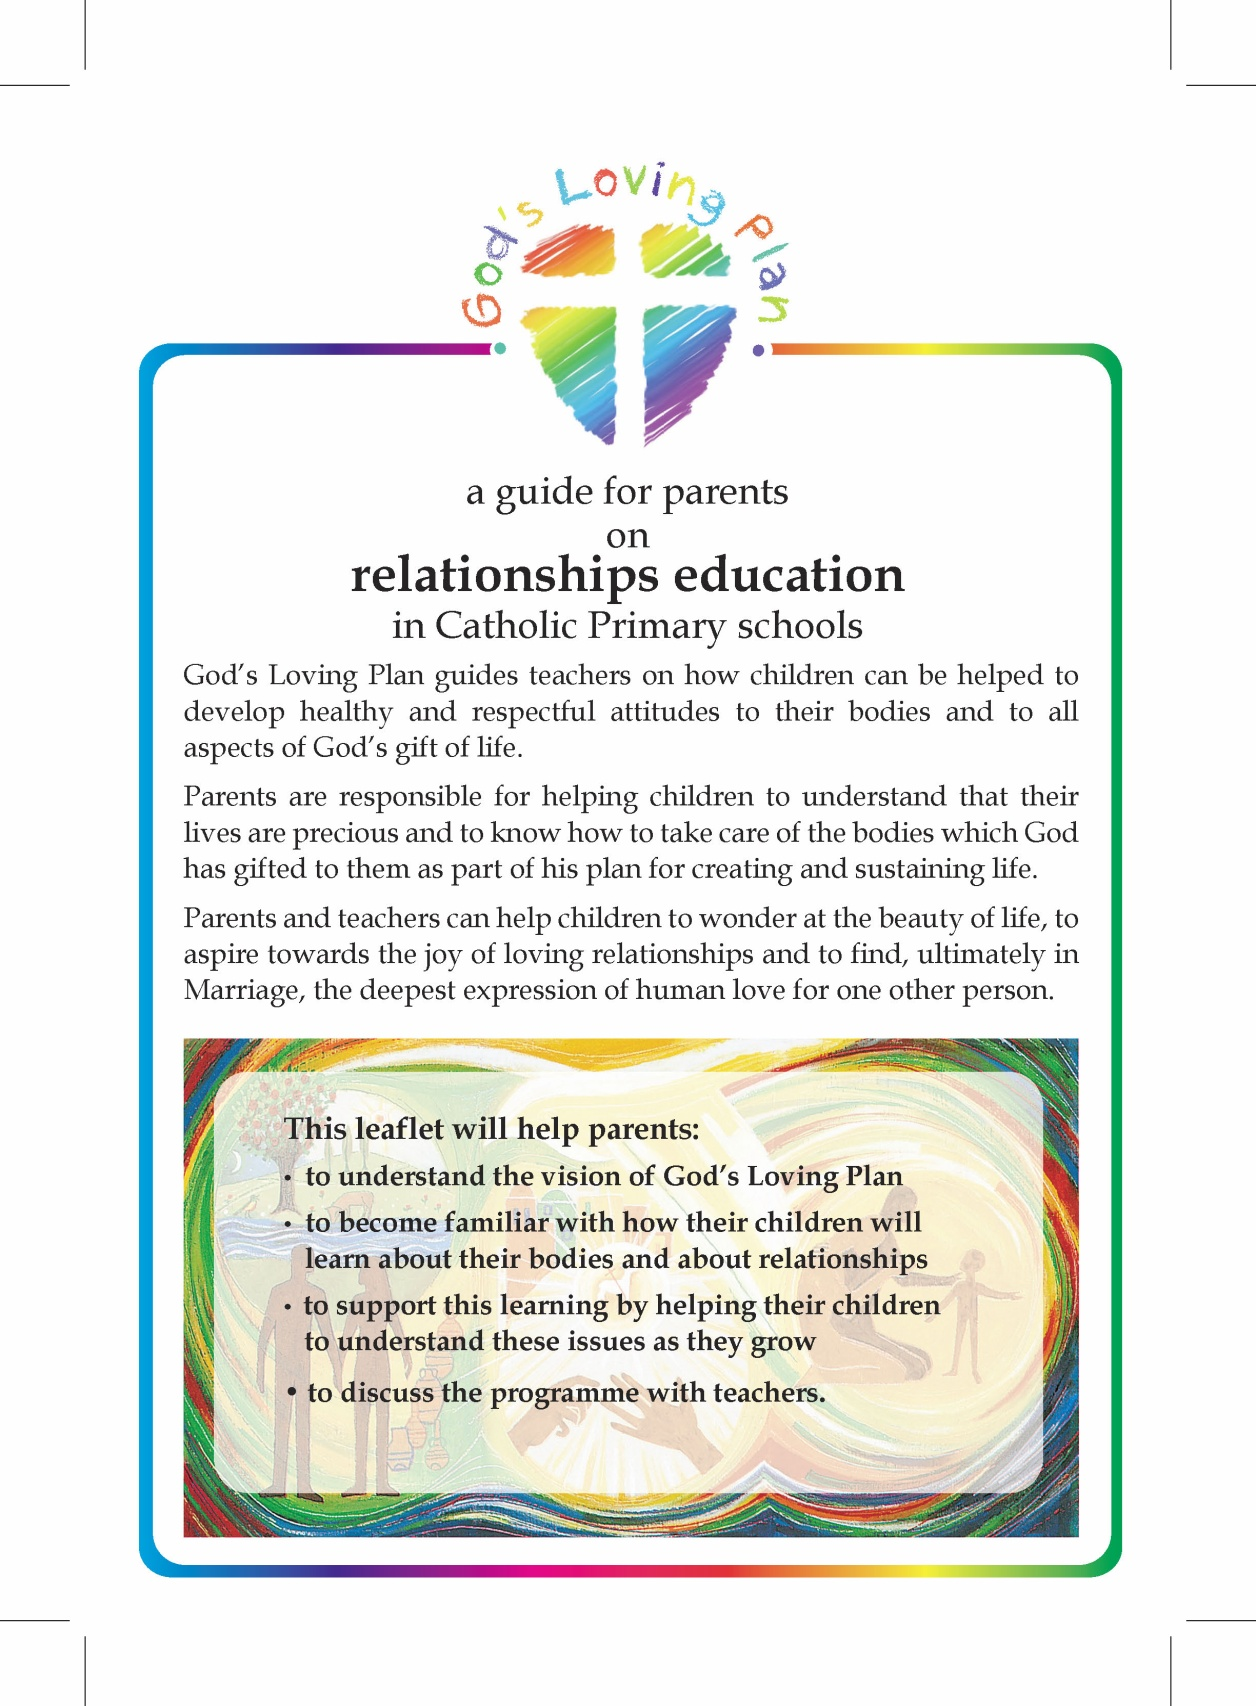 God's Loving Plan
a guide for parents
on
relationships education
in Catholic Primary schools
God’s Loving Plan guides teachers on how children can be helped to
develop healthy and respectful attitudes to their bodies and to all
aspects of God’s gift of life.
Parents are responsible for helping children to understand that their
lives are precious and to know how to take care of the bodies which God
has gifted to them as part of his plan for creating and sustaining life.
Parents and teachers can help children to wonder at the beauty of life, to
aspire towards the joy of loving relationships and to find, ultimately in
Marriage, the deepest expression of human love for one other person.
This leaflet will help parents:
• to understand the vision of God’s Loving Plan
• to become familiar with how their children will
learn about their bodies and about relationships
• to support this learning by helping their children
to understand these issues as they grow
• to discuss the programme with teachers.